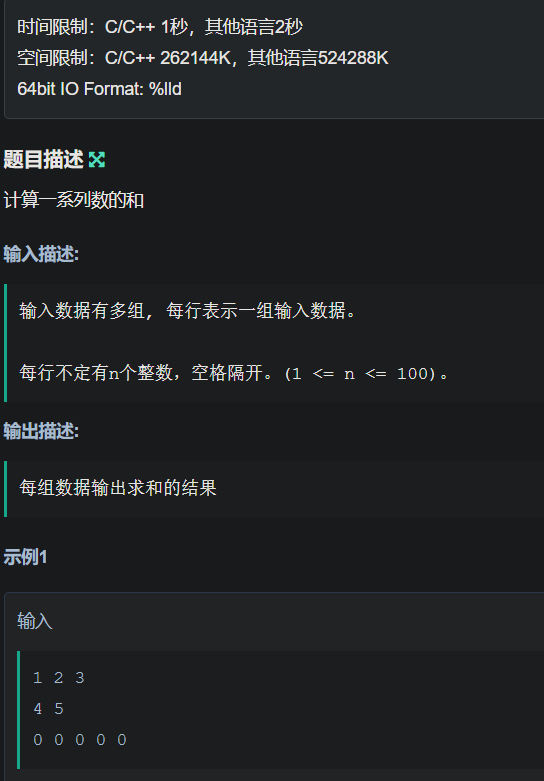 时间限制：C/C++ 1秒，其他语言2秒
空间限制：C/C++ 262144K，其他语言524288K
64bit IO Format: %lld
题目描述
计算一系列数的和
输入描述:
输入数据有多组, 每行表示一组输入数据。
每行不定有n个整数，空格隔开。(1 <= n <= 100)。
输出描述:
每组数据输出求和的结果
示例1
输入
1 2 3
4 5
0 0 0 0 0